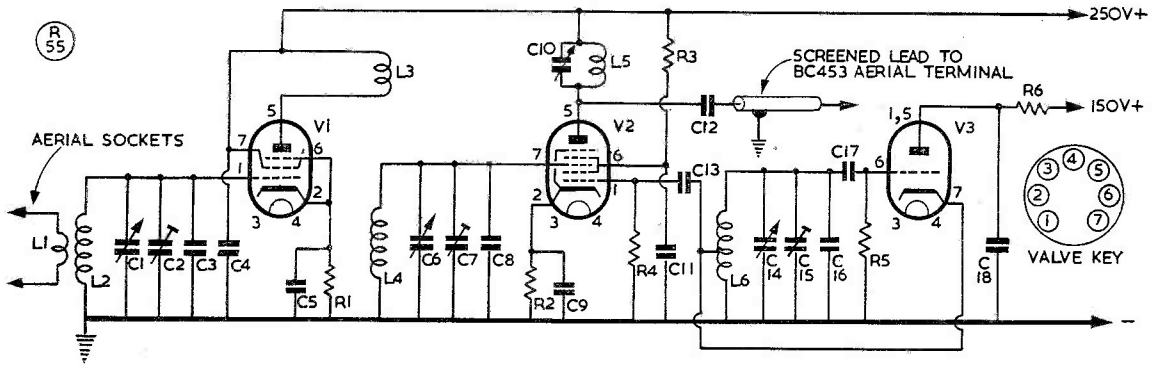 R
55
250V+
C10
L5
R3
L3
SCREENED LEAD TO
BC453 AERIAL TERMINAL
R6
150V+
AERIAL SOCKETS
5
V1
7
6
1
2
3
4
5
V2
7
6
1
2
3
4
C12
C13
C17
1,5
V3
6
7
3
4
L1
L2
C1
C2
C3
C4
C5
R1
L4
C6
C7
C8
R2
C9
R4
C11
L6
C
14
C
15
C
16
R5
C
18
1
2
3
4
5
6
7
VALVE KEY
–